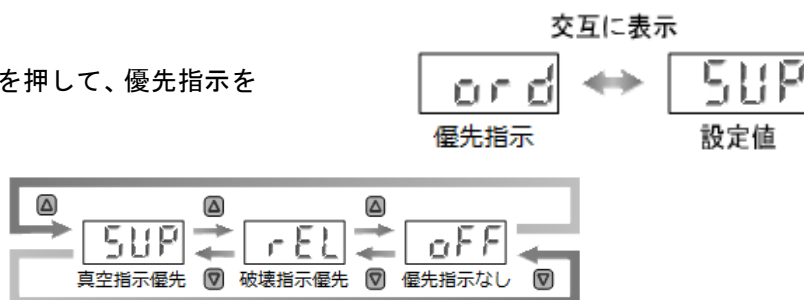 交互に表示
を押して、優先指示を
ord
SUP
優先指示
設定値
SUP
rEL
oFF
真空指示優先
破壊指示優先
優先指示なし